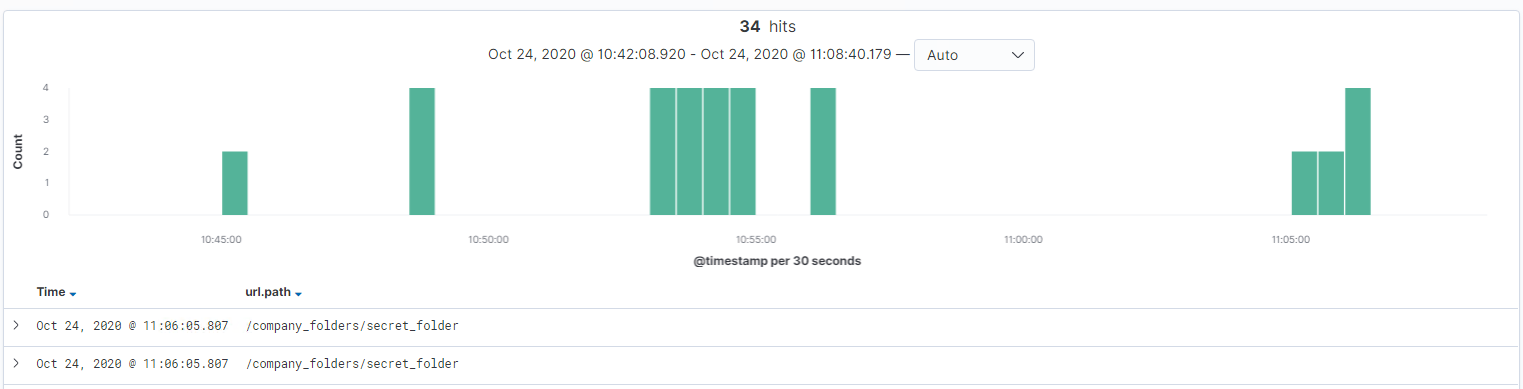 34 hits
Oct 24, 2020 @ 10:42:08.920 - Oct 24, 2020 @ 11:08:40.179 — Auto
4
3
2
1
0
Count
10:45:00 10:50:00 10:55:00 11:00:00 11:05:00
@timestamp per 30 seconds
Time url.path
Oct 24, 2020 @ 11:06:05.807 /company_folders/secret_folder
Oct 24, 2020 @ 11:06:05.807 /company_folders/secret_folder